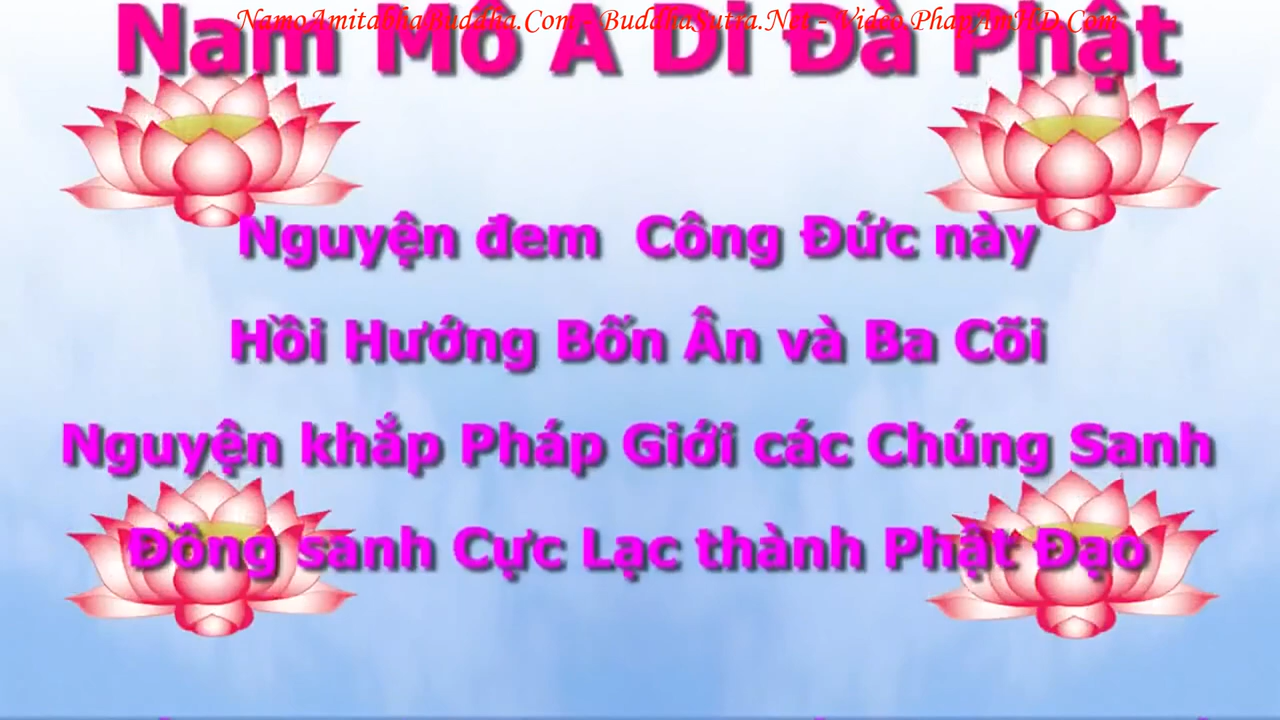 NamoAmitabhaBuddha.Com - BuddhaSutra.Net - Video.PhapAmHD.Com
Nam Mô A Di Đà Phật
Nguyện đem Công Đức này
Hồi Hướng Bốn Ân và Ba Cõi
Nguyện khắp Pháp Giới các Chúng Sanh
Đồng sanh Cực Lạc thành Phật Đạo